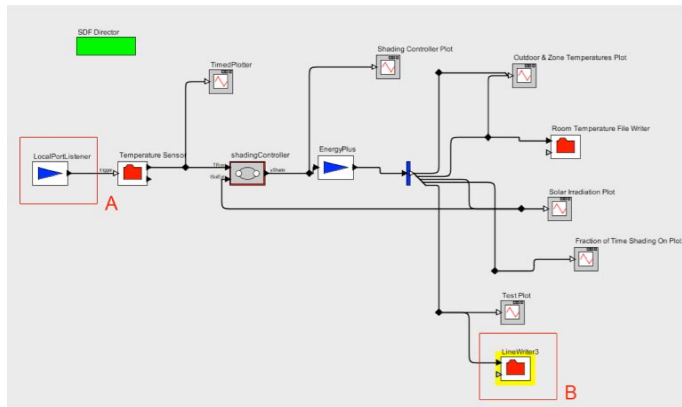 SDF Director
Shading Controller Plot
TimedPlotter
Outdoor & Zone Temperatures Plot
Room Temperature File Writer
LocalPortListener
trigger
Temperature Sensor
shadingController
EnergyPlus
TRoo
yShade
ISolExt
A
Solar Irradiation Plot
Fraction of Time Shading On Plot
Test Plot
LineWriter3
B